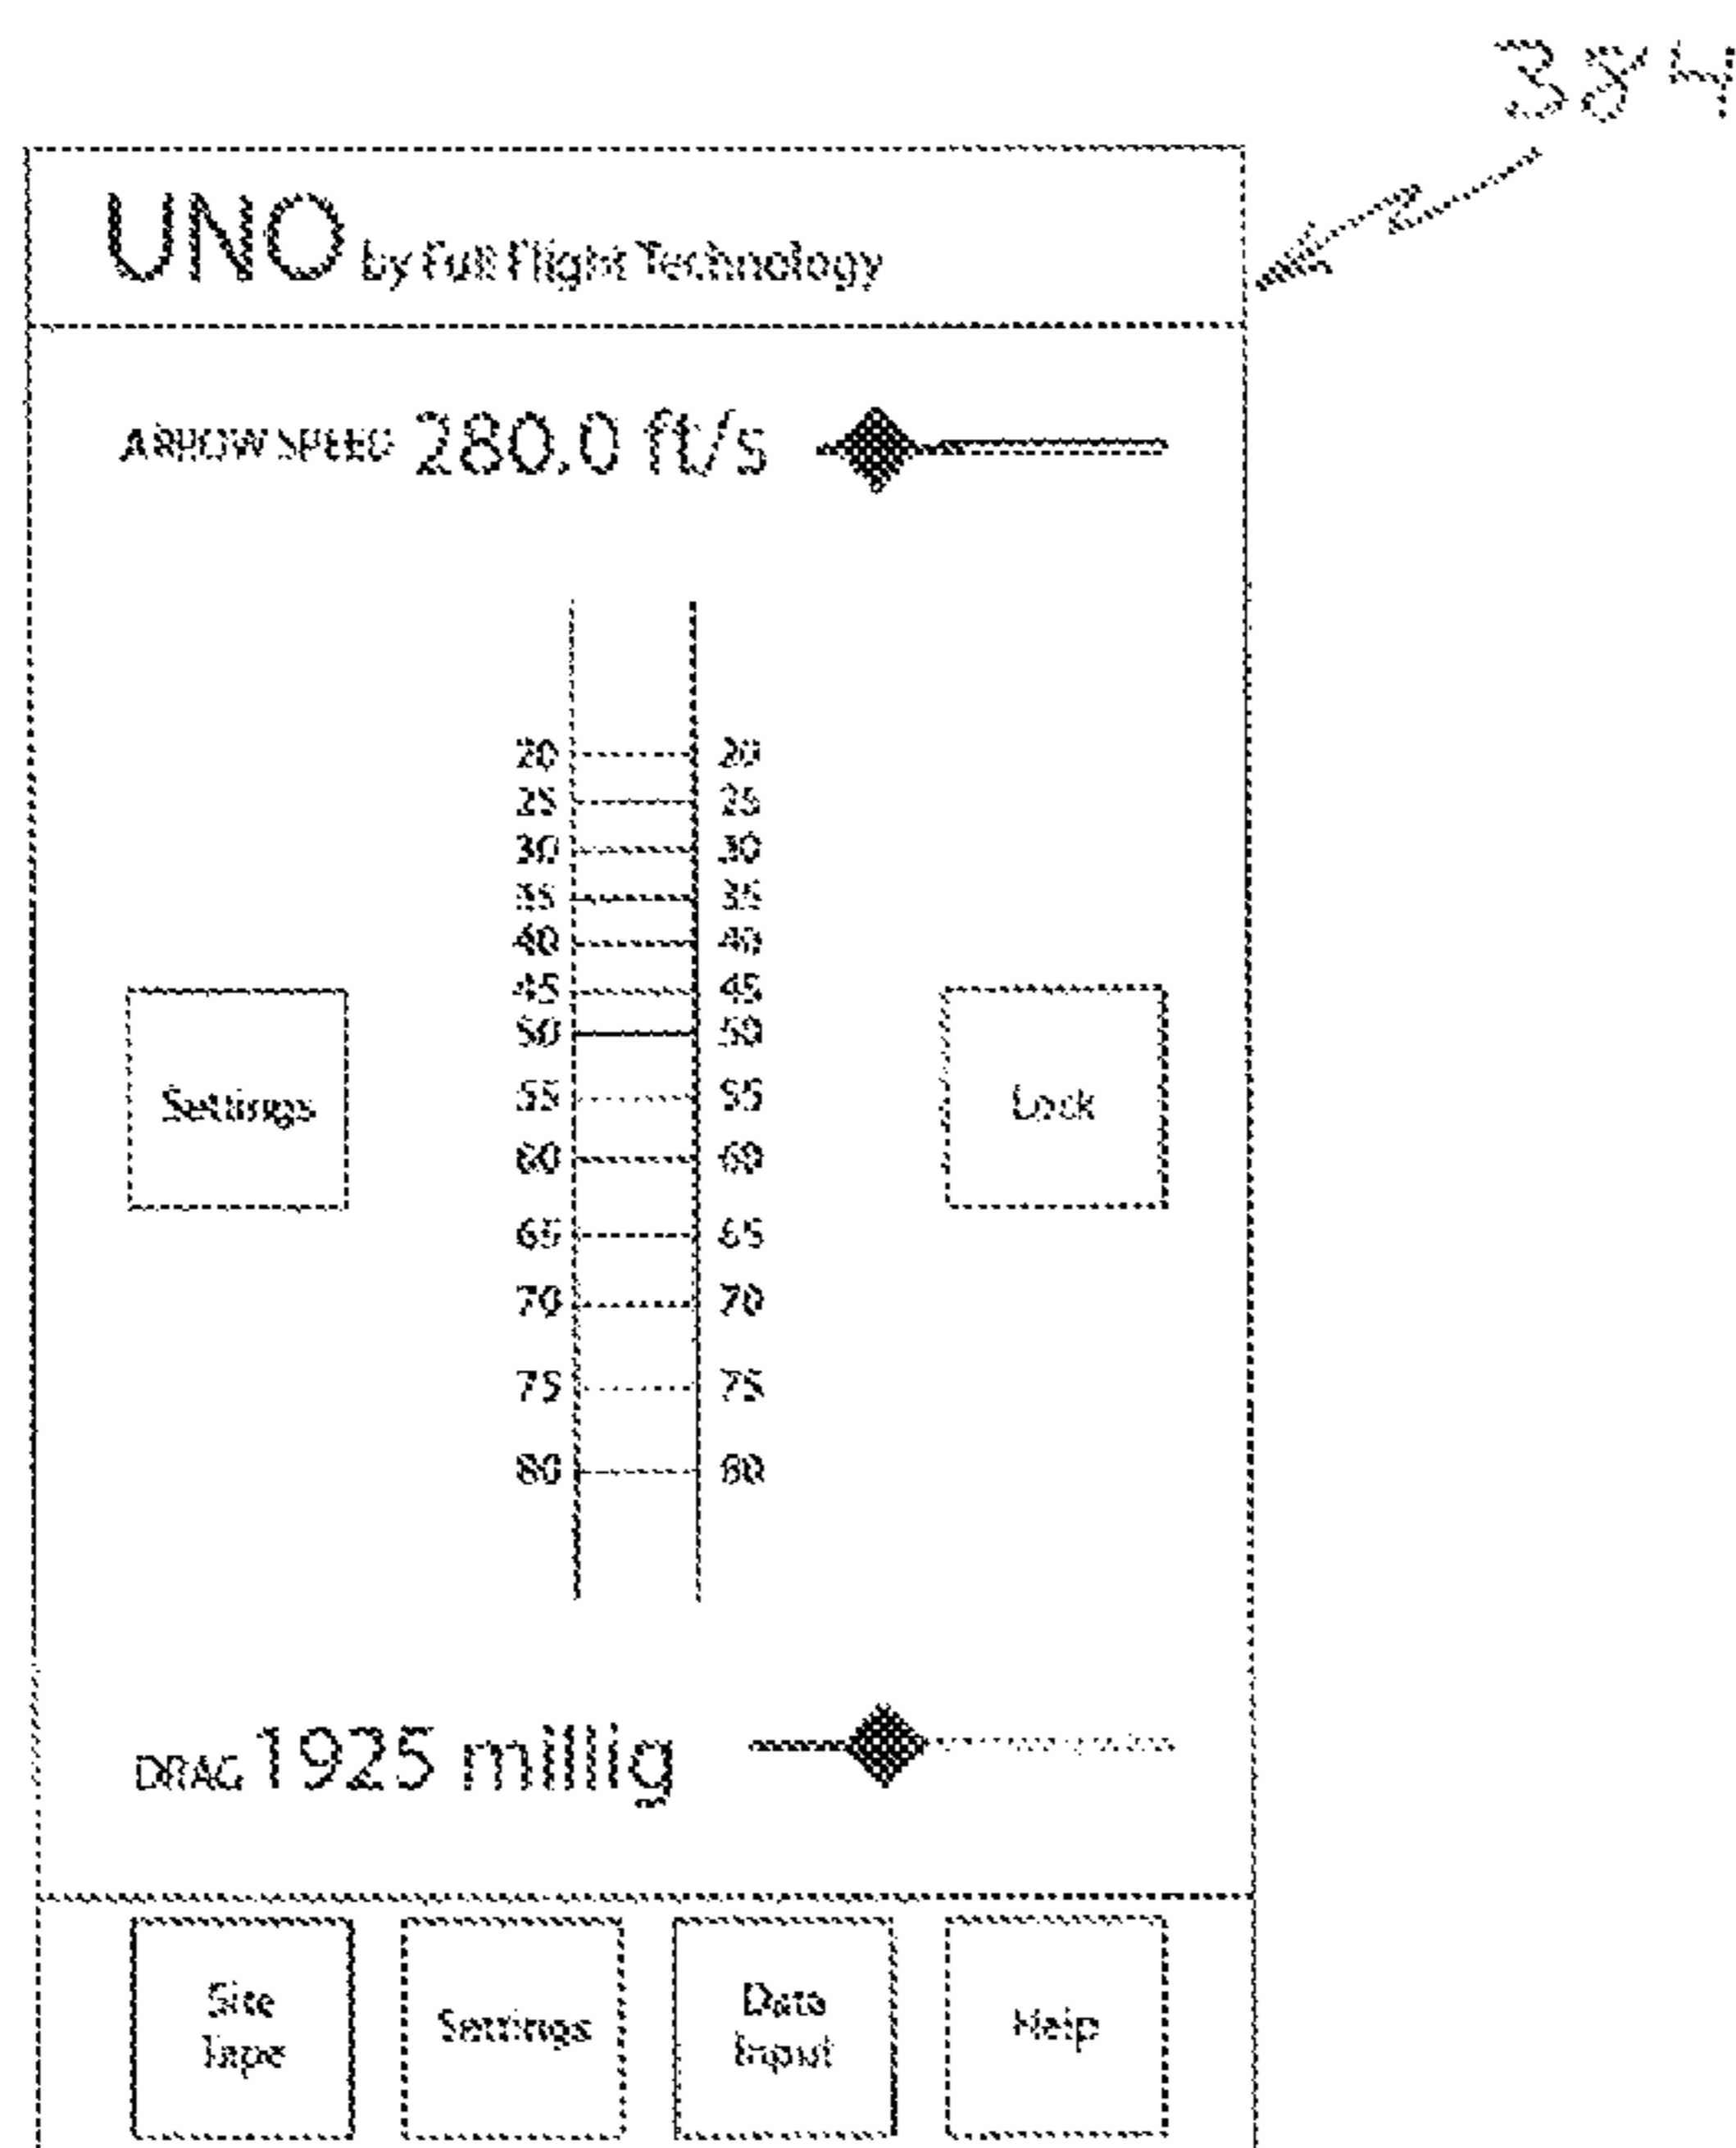 384
UNO by Full Flight Technology
ARROW SPEED 280.0 ft/s
20 20
25 25
30 30
35 35
40 40
45 45
50 50
55 55
60 60
65 65
70 70
75 75
80 80
Settings
Lock
DRAG 1925 millig
Site
Tape
Settings
Data
Input
Help